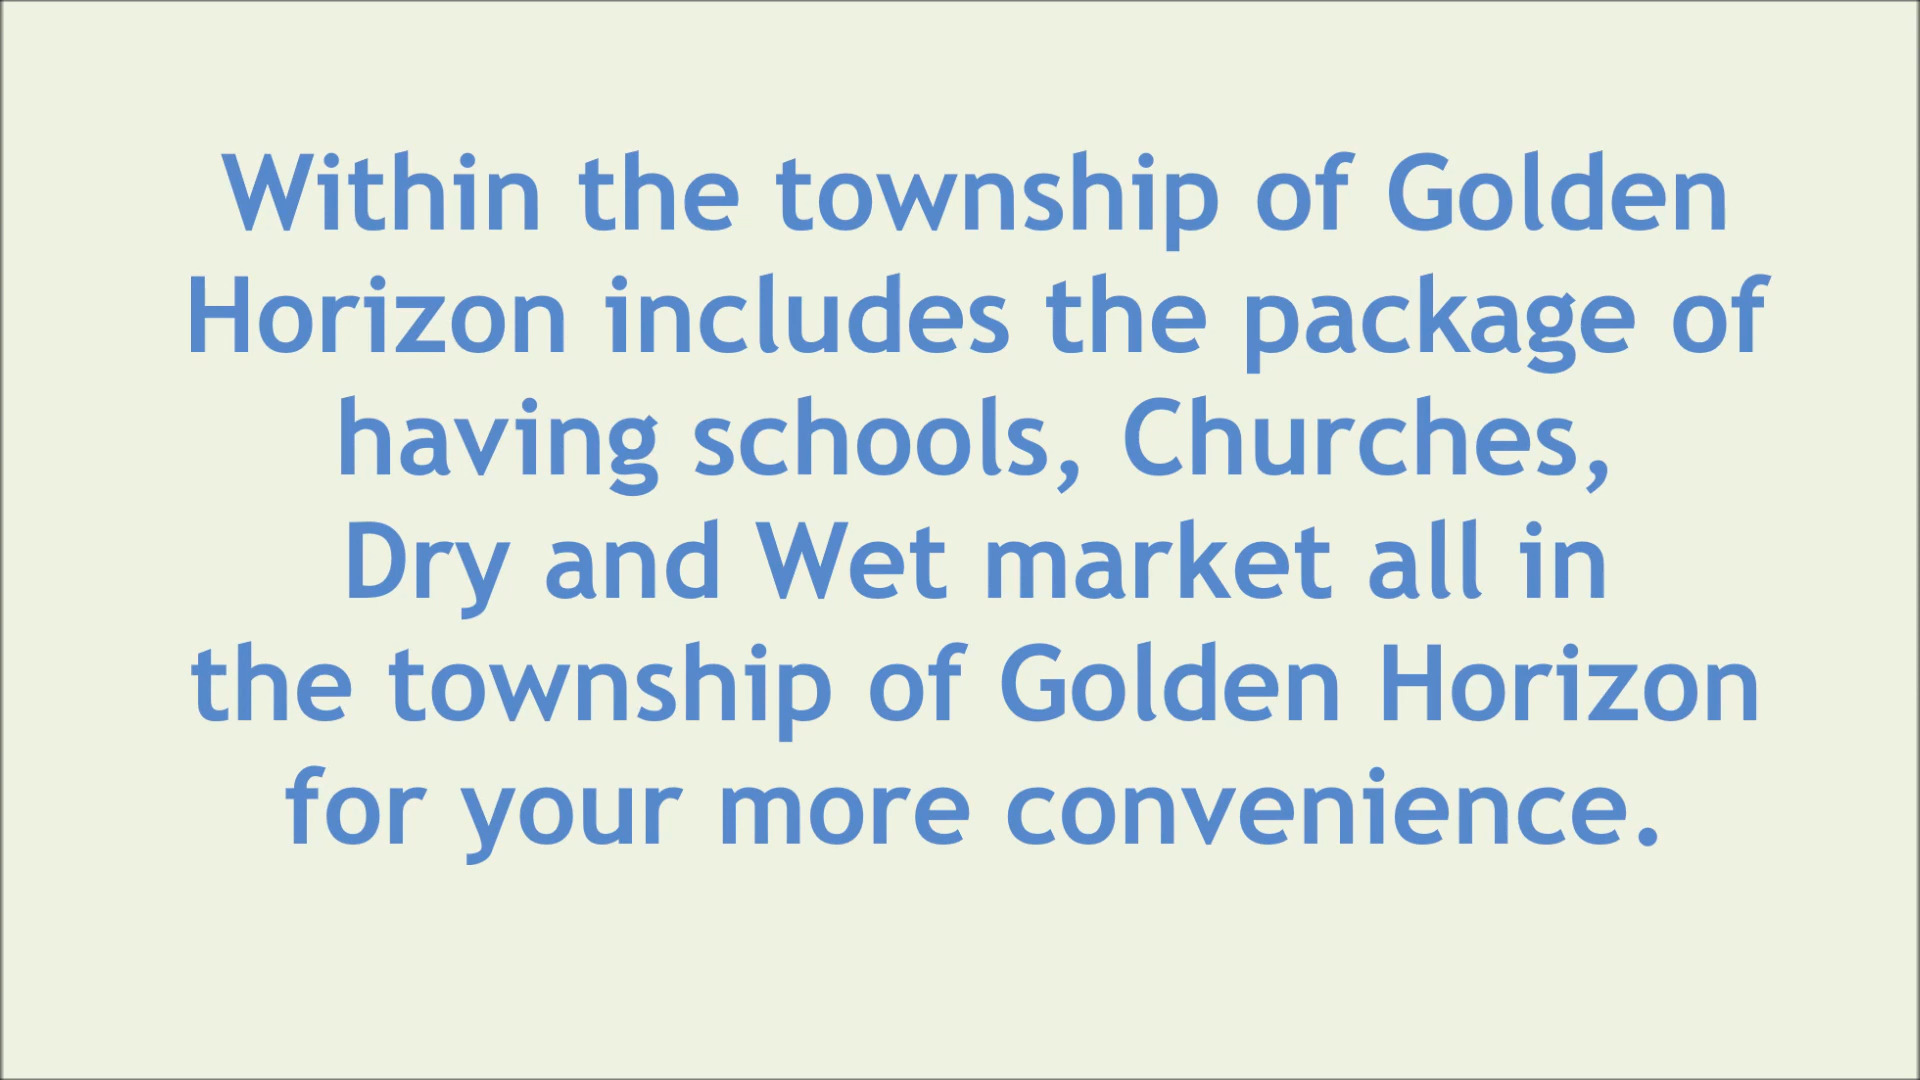 Within the township of Golden
Horizon includes the package of
having schools, Churches,
Dry and Wet market all in
the township of Golden Horizon
for your more convenience.